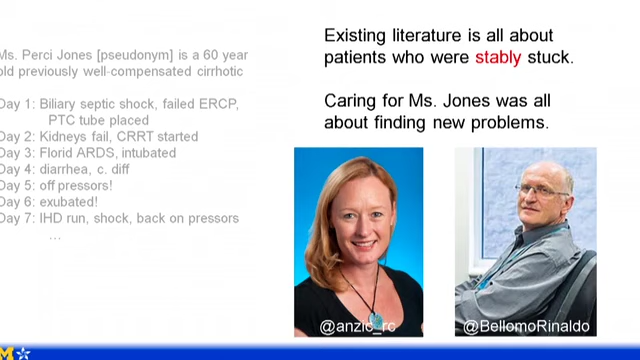 Ms. Perci Jones [pseudonym] is a 60 year
old previously well-compensated cirrhotic
Day 1: Biliary septic shock, failed ERCP,
PTC tube placed
Day 2: Kidneys fail, CRRT started
Day 3: Florid ARDS, intubated
Day 4: diarrhea, c. diff
Day 5: off pressors!
Day 6: exubated!
Day 7: IHD run, shock, back on pressors
...
Existing literature is all about
patients who were stably stuck.
Caring for Ms. Jones was all
about finding new problems.
@anzic_rc
@BellomoRinaldo
M